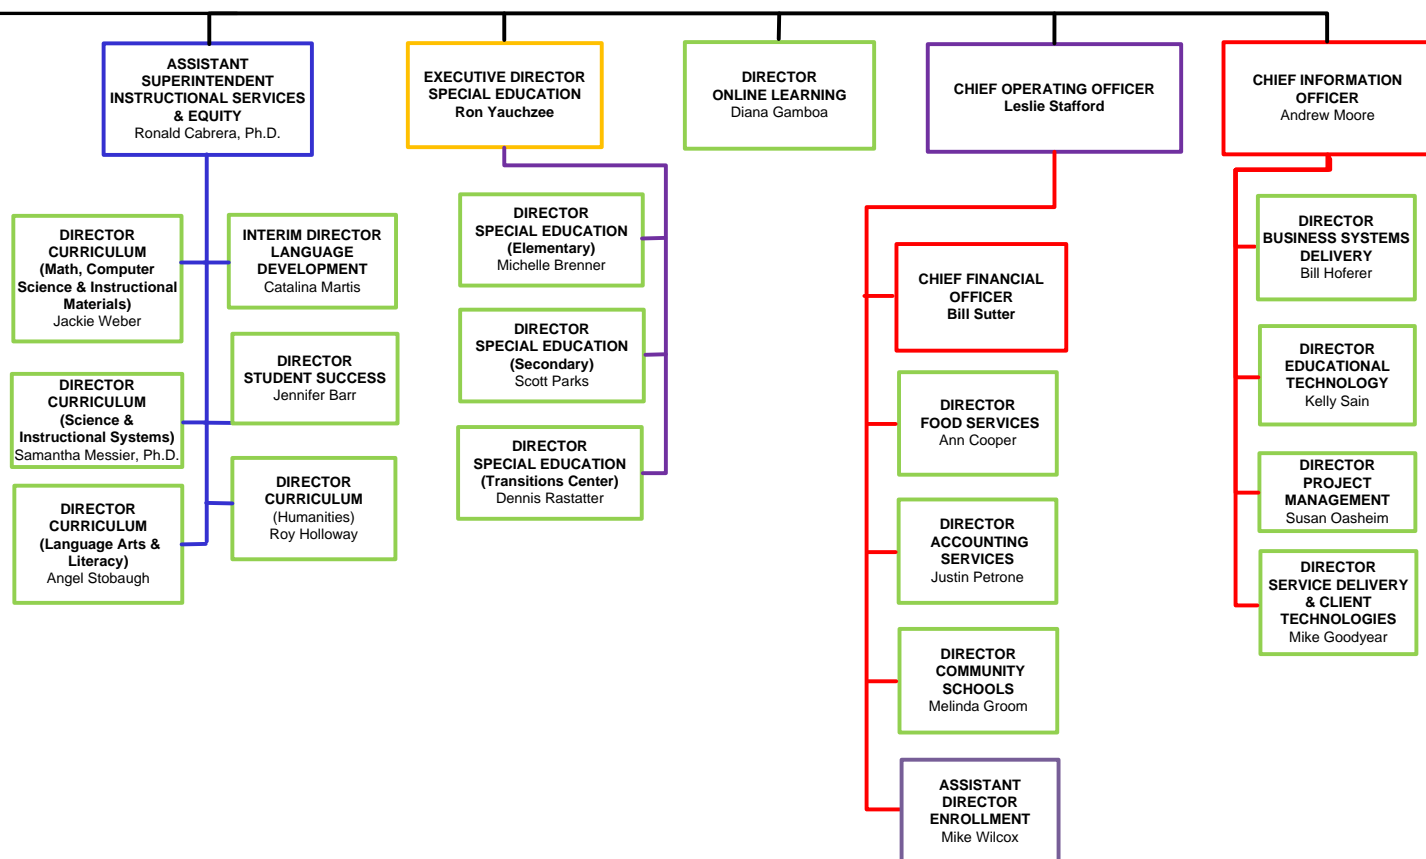 ASSISTANT
SUPERINTENDENT
INSTRUCTIONAL SERVICES
& EQUITY
Ronald Cabrera, Ph.D.
EXECUTIVE DIRECTOR
SPECIAL EDUCATION
Ron Yauchzee
DIRECTOR
ONLINE LEARNING
Diana Gamboa
CHIEF OPERATING OFFICER
Leslie Stafford
CHIEF INFORMATION
OFFICER
Andrew Moore
DIRECTOR
CURRICULUM
(Math, Computer
Science & Instructional
Materials)
Jackie Weber
INTERIM DIRECTOR
LANGUAGE
DEVELOPMENT
Catalina Martis
DIRECTOR
CURRICULUM
(Science &
Instructional Systems)
Samantha Messier, Ph.D.
DIRECTOR
STUDENT SUCCESS
Jennifer Barr
DIRECTOR
CURRICULUM
(Language Arts &
Literacy)
Angel Stobaugh
DIRECTOR
CURRICULUM
(Humanities)
Roy Holloway
DIRECTOR
SPECIAL EDUCATION
(Elementary)
Michelle Brenner
DIRECTOR
SPECIAL EDUCATION
(Secondary)
Scott Parks
DIRECTOR
SPECIAL EDUCATION
(Transitions Center)
Dennis Rastatter
CHIEF FINANCIAL
OFFICER
Bill Sutter
DIRECTOR
FOOD SERVICES
Ann Cooper
DIRECTOR
ACCOUNTING
SERVICES
Justin Petrone
DIRECTOR
COMMUNITY
SCHOOLS
Melinda Groom
ASSISTANT
DIRECTOR
ENROLLMENT
Mike Wilcox
DIRECTOR
BUSINESS SYSTEMS
DELIVERY
Bill Hoferer
DIRECTOR
EDUCATIONAL
TECHNOLOGY
Kelly Sain
DIRECTOR
PROJECT
MANAGEMENT
Susan Oasheim
DIRECTOR
SERVICE DELIVERY
& CLIENT
TECHNOLOGIES
Mike Goodyear